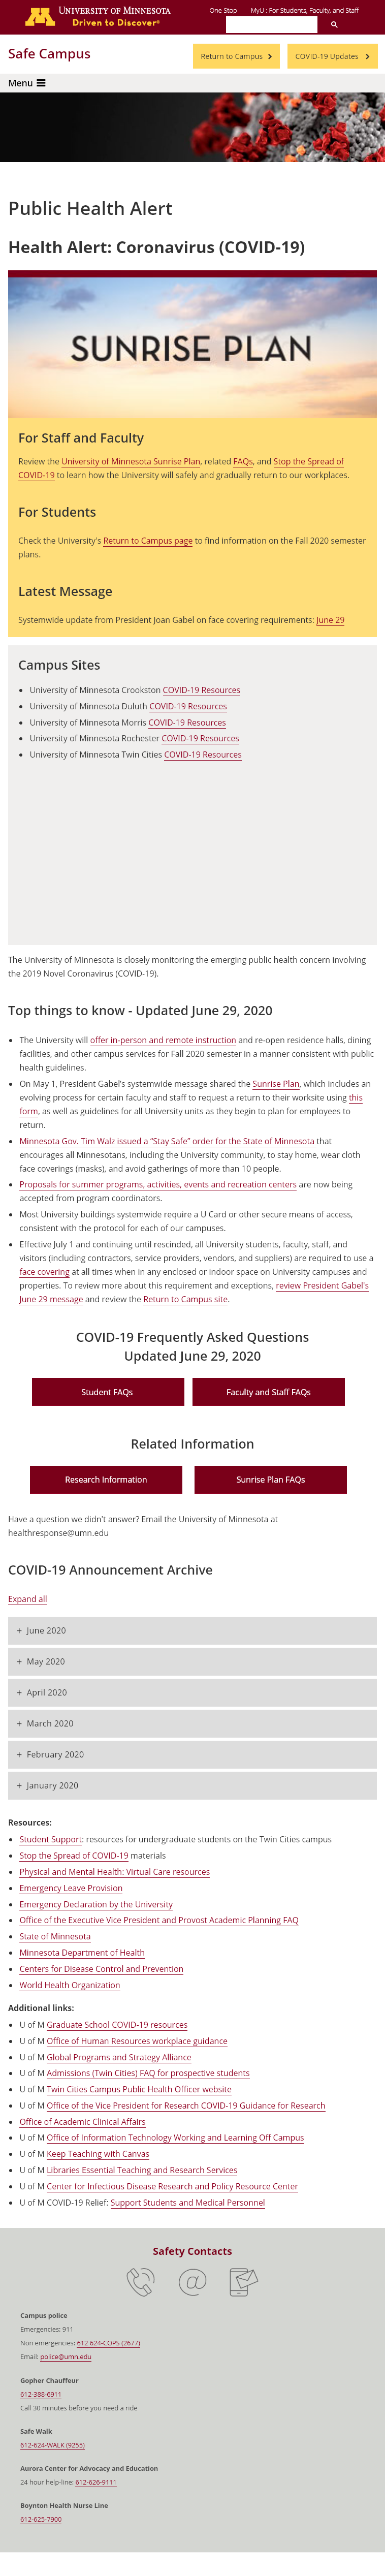 University of Minnesota
Driven to Discover®
One Stop
MyU : For Students, Faculty, and Staff
Safe Campus
Return to Campus
COVID-19 Updates
Menu
Public Health Alert
Health Alert: Coronavirus (COVID-19)
SUNRISE PLAN
For Staff and Faculty
Review the University of Minnesota Sunrise Plan, related FAQs, and Stop the Spread of
COVID-19 to learn how the University will safely and gradually return to our workplaces.
For Students
Check the University's Return to Campus page to find information on the Fall 2020 semester
plans.
Latest Message
Systemwide update from President Joan Gabel on face covering requirements: June 29
Campus Sites
University of Minnesota Crookston COVID-19 Resources
University of Minnesota Duluth COVID-19 Resources
University of Minnesota Morris COVID-19 Resources
University of Minnesota Rochester COVID-19 Resources
University of Minnesota Twin Cities COVID-19 Resources
The University of Minnesota is closely monitoring the emerging public health concern involving
the 2019 Novel Coronavirus (COVID-19).
Top things to know - Updated June 29, 2020
The University will offer in-person and remote instruction and re-open residence halls, dining
facilities, and other campus services for Fall 2020 semester in a manner consistent with public
health guidelines.
On May 1, President Gabel’s systemwide message shared the Sunrise Plan, which includes an
evolving process for certain faculty and staff to request a return to their website using this
form, as well as guidelines for all University units as they begin to plan for employees to
return.
Minnesota Gov. Tim Walz issued a “Stay Safe” order for the State of Minnesota that
encourages all Minnesotans, including the University community, to stay home, wear cloth
face coverings (masks), and avoid gatherings of more than 10 people.
Proposals for summer programs, activities, events and recreation centers are now being
accepted from program coordinators.
Most University buildings systemwide require a U Card or other secure means of access,
consistent with the protocol for each of our campuses.
Effective July 1 and continuing until rescinded, all University students, faculty, staff, and
visitors (including contractors, service providers, vendors, and suppliers) are required to use a
face covering at all times when in any enclosed or indoor space on University campuses and
properties. To review more about this requirement and exceptions, review President Gabel's
June 29 message and review the Return to Campus site.
COVID-19 Frequently Asked Questions
Updated June 29, 2020
Student FAQs
Faculty and Staff FAQs
Related Information
Research Information
Sunrise Plan FAQs
Have a question we didn't answer? Email the University of Minnesota at
healthresponse@umn.edu
COVID-19 Announcement Archive
Expand all
+ June 2020
+ May 2020
+ April 2020
+ March 2020
+ February 2020
+ January 2020
Resources:
Student Support: resources for undergraduate students on the Twin Cities campus
Stop the Spread of COVID-19 materials
Physical and Mental Health: Virtual Care resources
Emergency Leave Provision
Emergency Declaration by the University
Office of the Executive Vice President and Provost Academic Planning FAQ
State of Minnesota
Minnesota Department of Health
Centers for Disease Control and Prevention
World Health Organization
Additional links:
U of M Graduate School COVID-19 resources
U of M Office of Human Resources workplace guidance
U of M Global Programs and Strategy Alliance
U of M Admissions (Twin Cities) FAQ for prospective students
U of M Twin Cities Campus Public Health Officer website
U of M Office of the Vice President for Research COVID-19 Guidance for Research
Office of Academic Clinical Affairs
U of M Office of Information Technology Working and Learning Off Campus
U of M Keep Teaching with Canvas
U of M Libraries Essential Teaching and Research Services
U of M Center for Infectious Disease Research and Policy Resource Center
U of M COVID-19 Relief: Support Students and Medical Personnel
Safety Contacts
Campus police
Emergencies: 911
Non emergencies: 612 624-COPS (2677)
Email: police@umn.edu
Gopher Chauffeur
612-388-6911
Call 30 minutes before you need a ride
Safe Walk
612-624-WALK (9255)
Aurora Center for Advocacy and Education
24 hour help-line: 612-626-9111
Boynton Health Nurse Line
612-625-7900